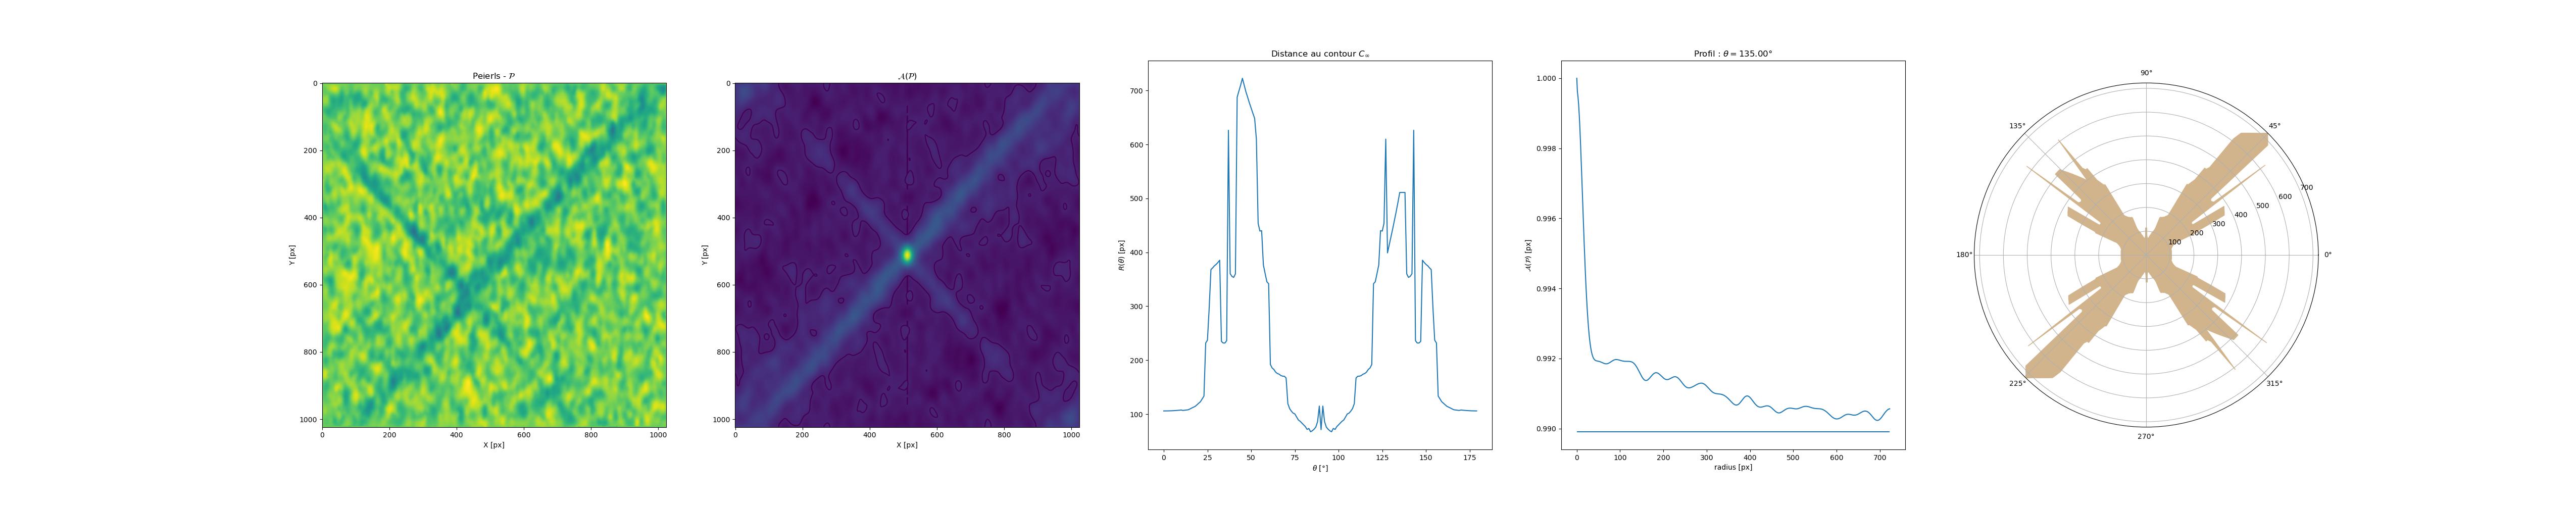 Peierls - 𝒫
0
200
400
600
800
1000
Y [px]
0 200 400 600 800 1000
X [px]
𝒜(𝒫)
0
200
400
600
800
1000
Y [px]
0 200 400 600 800 1000
X [px]
Distance au contour C∞
700
600
500
400
300
200
100
R(θ) [px]
0 25 50 75 100 125 150 175
θ [°]
Profil : θ = 135.00°
1.000
0.998
0.996
0.994
0.992
0.990
𝒜(𝒫) [px]
0 100 200 300 400 500 600 700
radius [px]
90°
135° 45°
700
600
500
400
300
200
100
180° 0°
225° 315°
270°